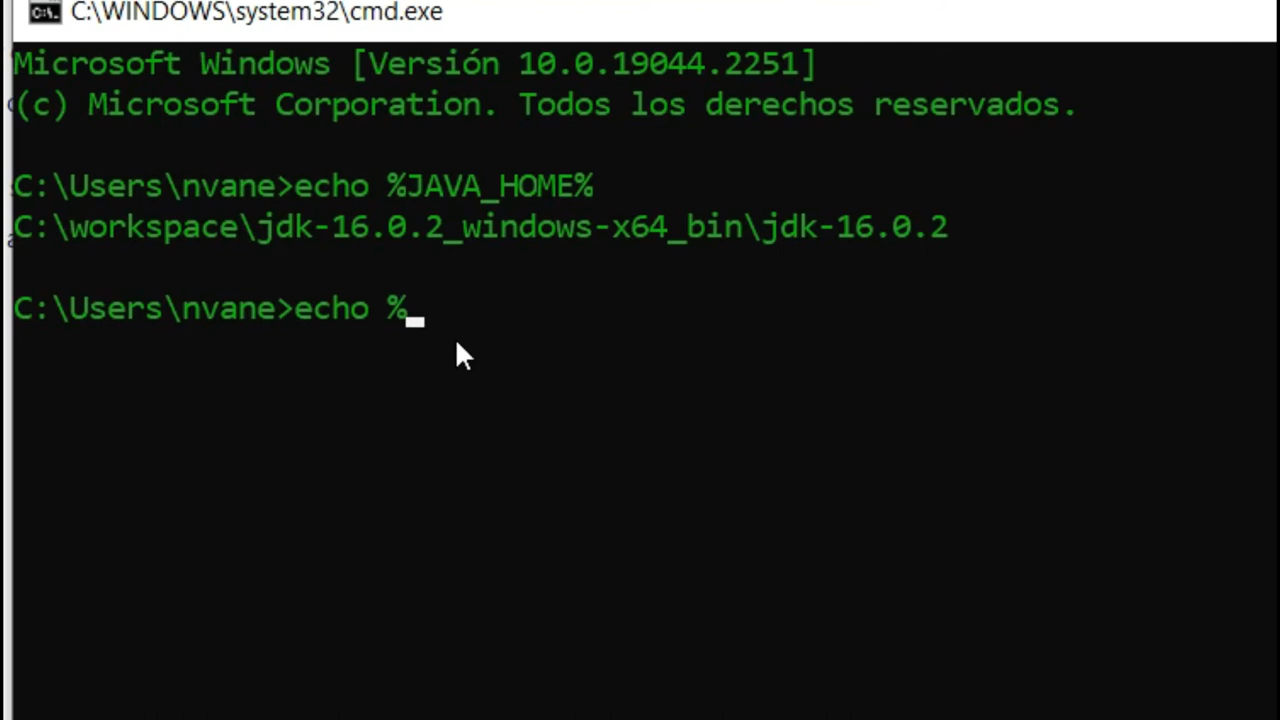 C:\WINDOWS\system32\cmd.exe
Microsoft Windows [Versión 10.0.19044.2251]
(c) Microsoft Corporation. Todos los derechos reservados.
C:\Users\nvane>echo %JAVA_HOME%
C:\workspace\jdk-16.0.2_windows-x64_bin\jdk-16.0.2
C:\Users\nvane>echo %